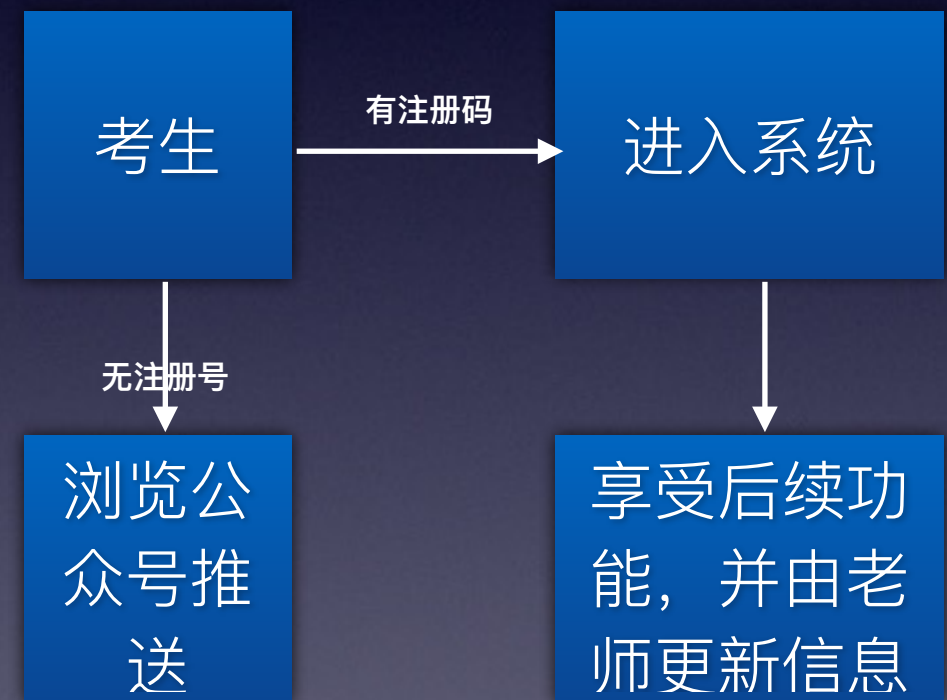 考生
有注册码
进入系统
无注册号
浏览公
众号推
送
享受后续功
能，并由老
师更新信息